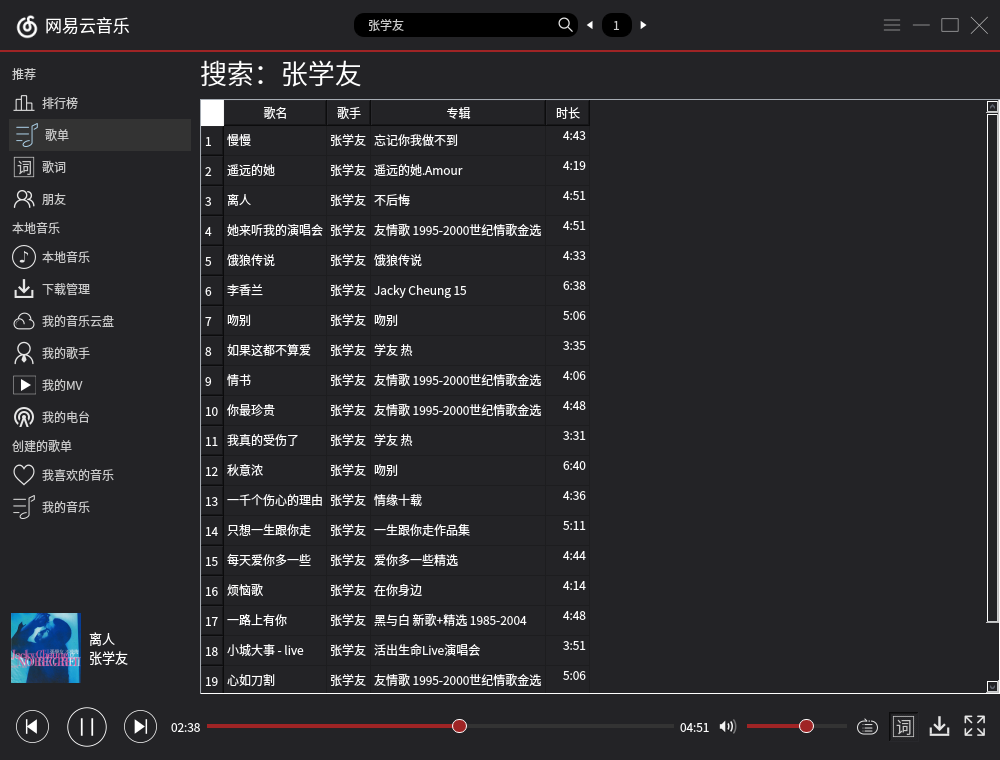 网易云音乐
张学友
1
推荐
排行榜
歌单
词 歌词
朋友
本地音乐
本地音乐
下载管理
我的音乐云盘
我的歌手
我的MV
我的电台
创建的歌单
我喜欢的音乐
我的音乐
离人
张学友
搜索：张学友
歌名 歌手 专辑 时长
1 慢慢 张学友 忘记你我做不到 4:43
2 遥远的她 张学友 遥远的她.Amour 4:19
3 离人 张学友 不后悔 4:51
4 她来听我的演唱会 张学友 友情歌 1995-2000世纪情歌金选 4:51
5 饿狼传说 张学友 饿狼传说 4:33
6 李香兰 张学友 Jacky Cheung 15 6:38
7 吻别 张学友 吻别 5:06
8 如果这都不算爱 张学友 学友 热 3:35
9 情书 张学友 友情歌 1995-2000世纪情歌金选 4:06
10 你最珍贵 张学友 友情歌 1995-2000世纪情歌金选 4:48
11 我真的受伤了 张学友 学友 热 3:31
12 秋意浓 张学友 吻别 6:40
13 一千个伤心的理由 张学友 情缘十载 4:36
14 只想一生跟你走 张学友 一生跟你走作品集 5:11
15 每天爱你多一些 张学友 爱你多一些精选 4:44
16 烦恼歌 张学友 在你身边 4:14
17 一路上有你 张学友 黑与白 新歌+精选 1985-2004 4:48
18 小城大事 - live 张学友 活出生命Live演唱会 3:51
19 心如刀割 张学友 友情歌 1995-2000世纪情歌金选 5:06
02:38 04:51 词